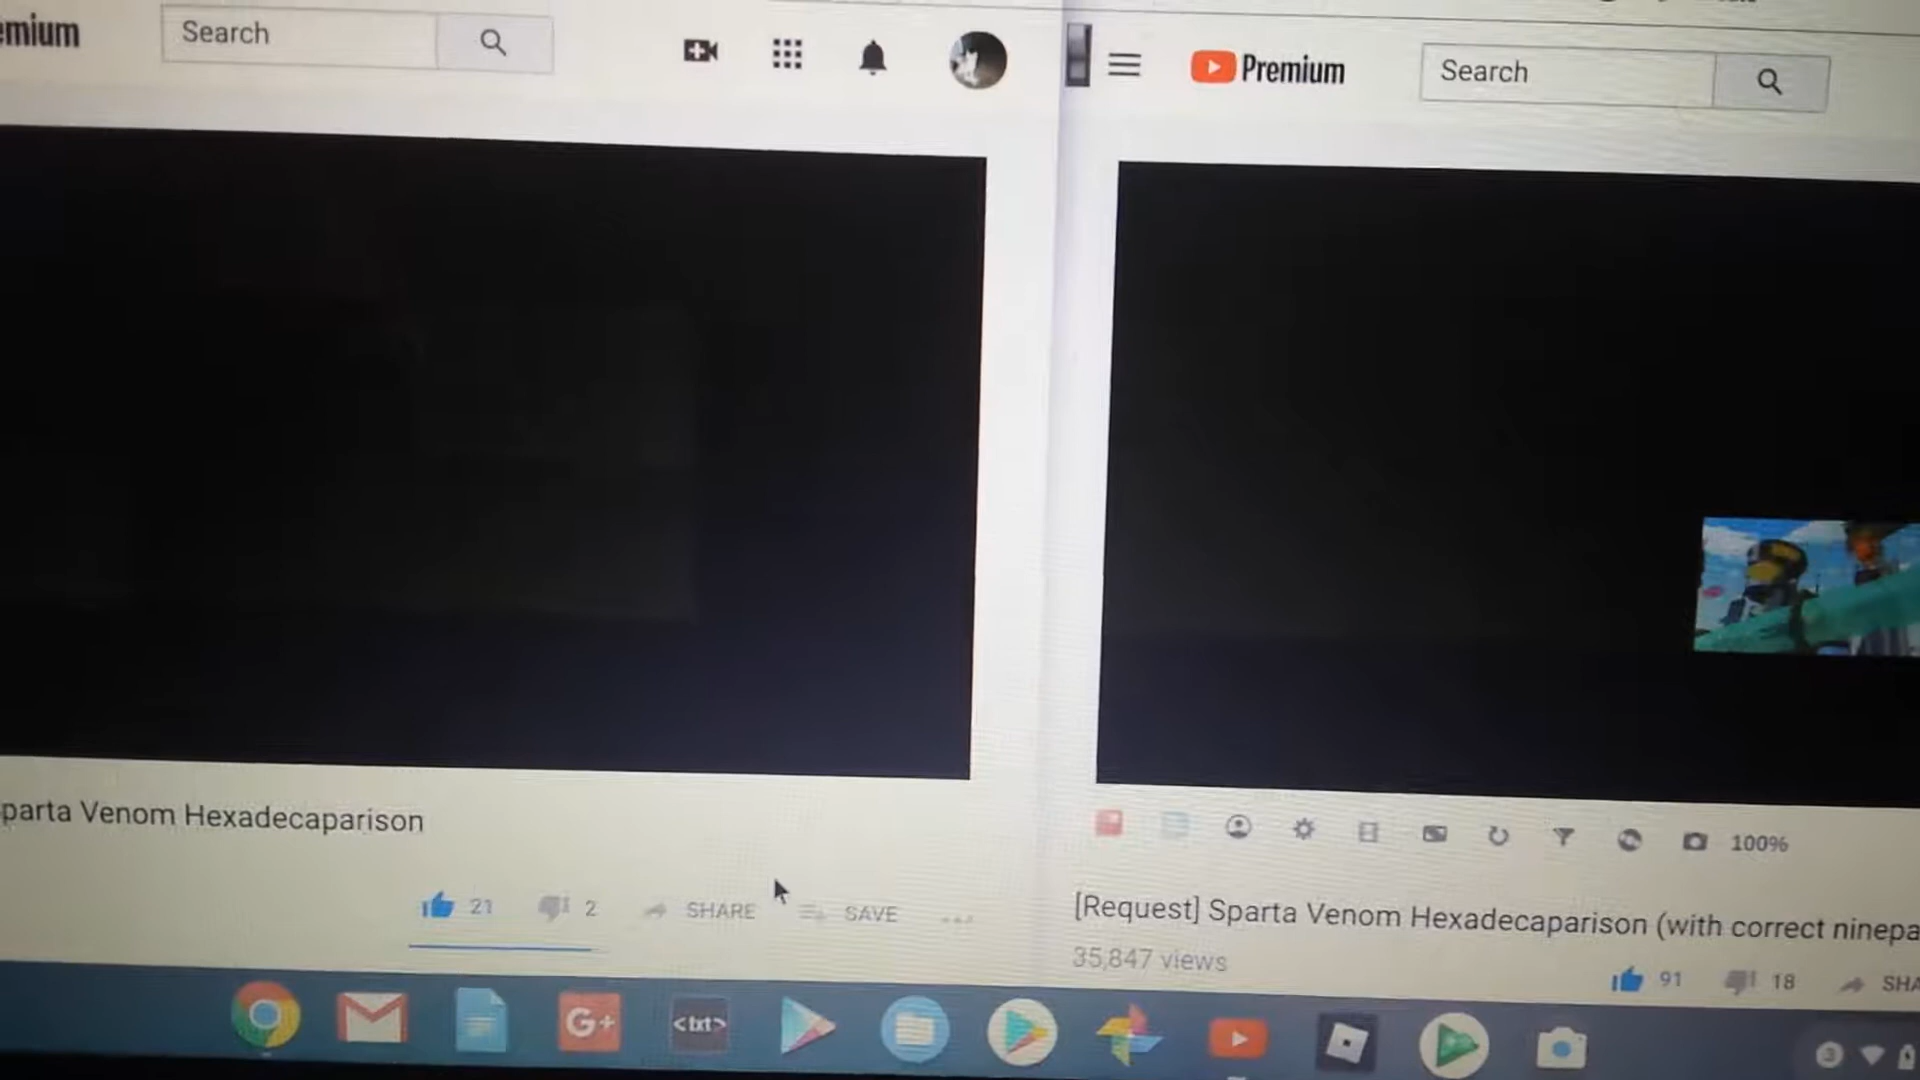 emium
Search
Premium
Search
parta Venom Hexadecaparison
21
2
SHARE
SAVE
100%
[Request] Sparta Venom Hexadecaparison (with correct ninepa
35,847 views
91
18
SHA
G+
<txt>
3